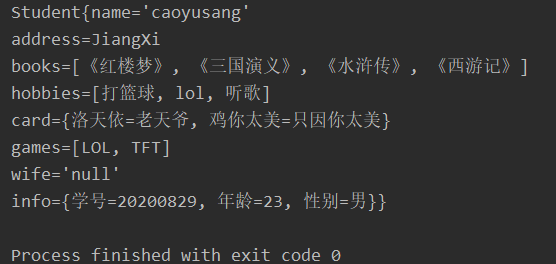 Student{name='caoyusang'
address=JiangXi
books=[《红楼梦》, 《三国演义》, 《水浒传》, 《西游记》]
hobbies=[打篮球, lol, 听歌]
card={洛天依=老天爷, 鸡你太美=只因你太美}
games=[LOL, TFT]
wife='null'
info={学号=20200829, 年龄=23, 性别=男}}
Process finished with exit code 0